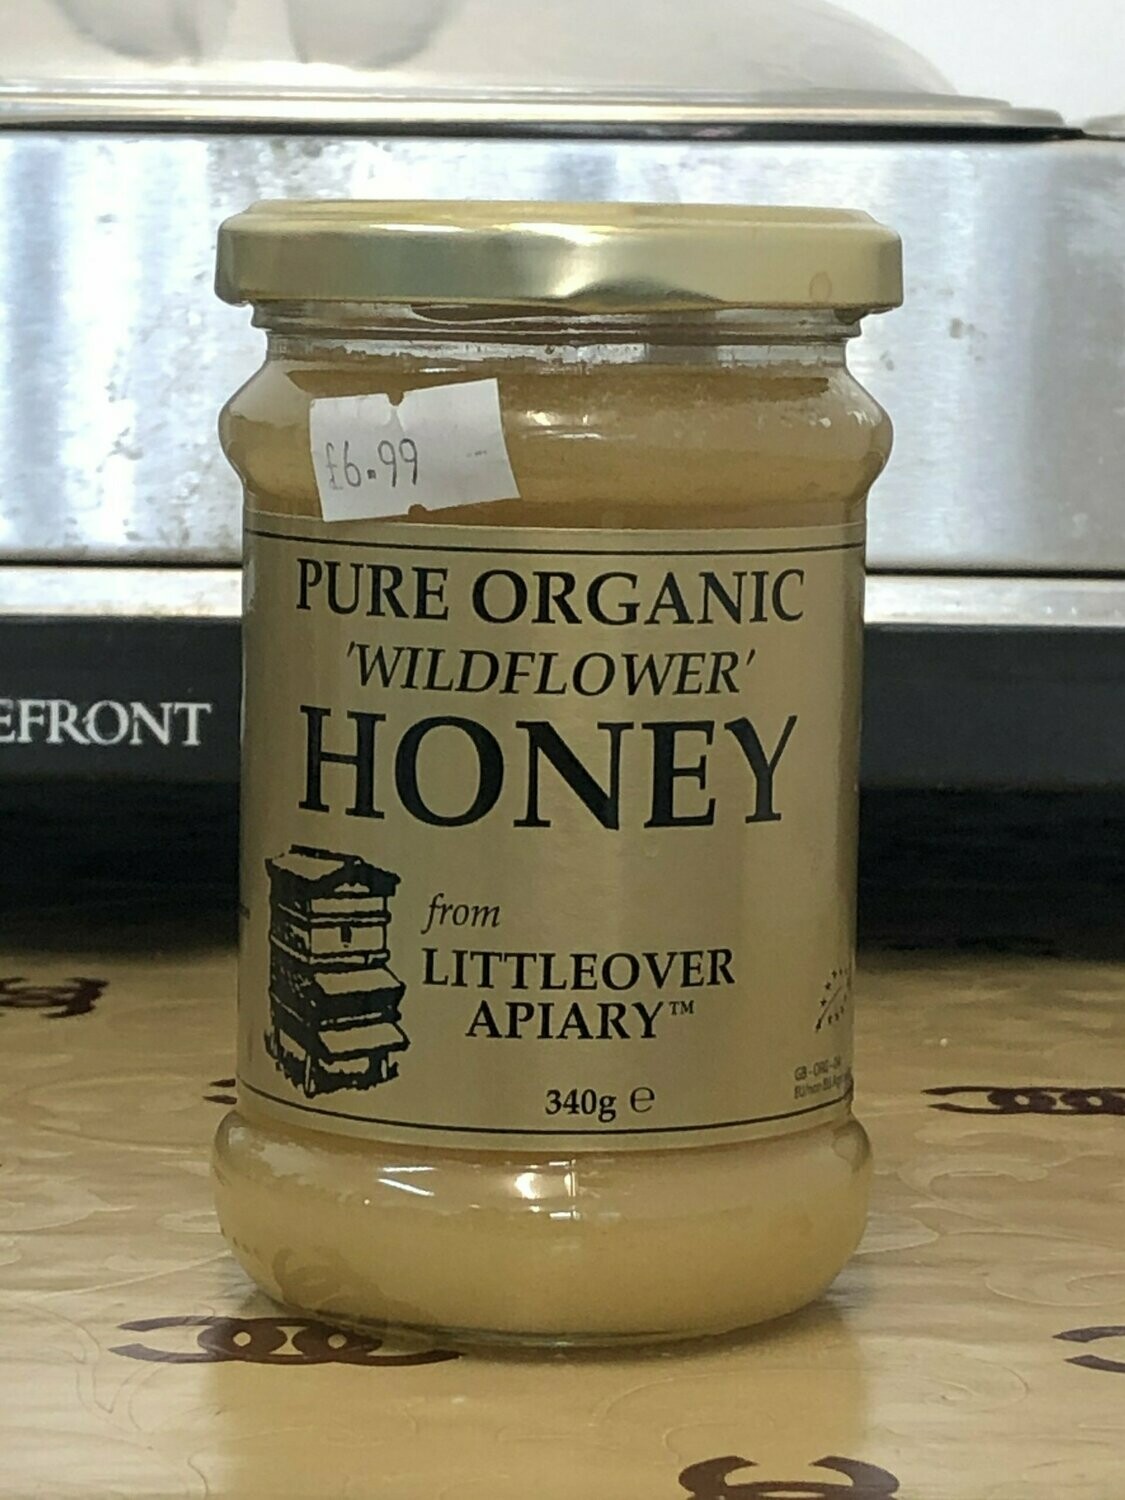 £6.99
PURE ORGANIC
'WILDFLOWER'
HONEY
from
LITTLEOVER
APIARY™
340g ℮
EFRONT